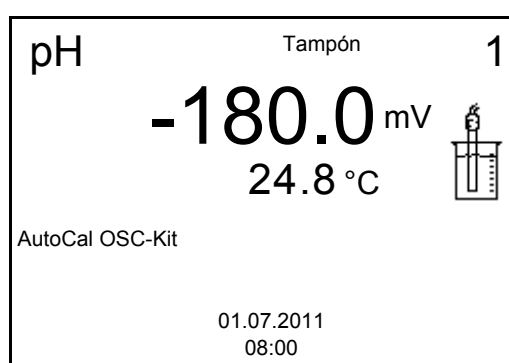 pH Tampón 1
-180.0 mV
24.8 °C
AutoCal OSC-Kit
01.07.2011
08:00